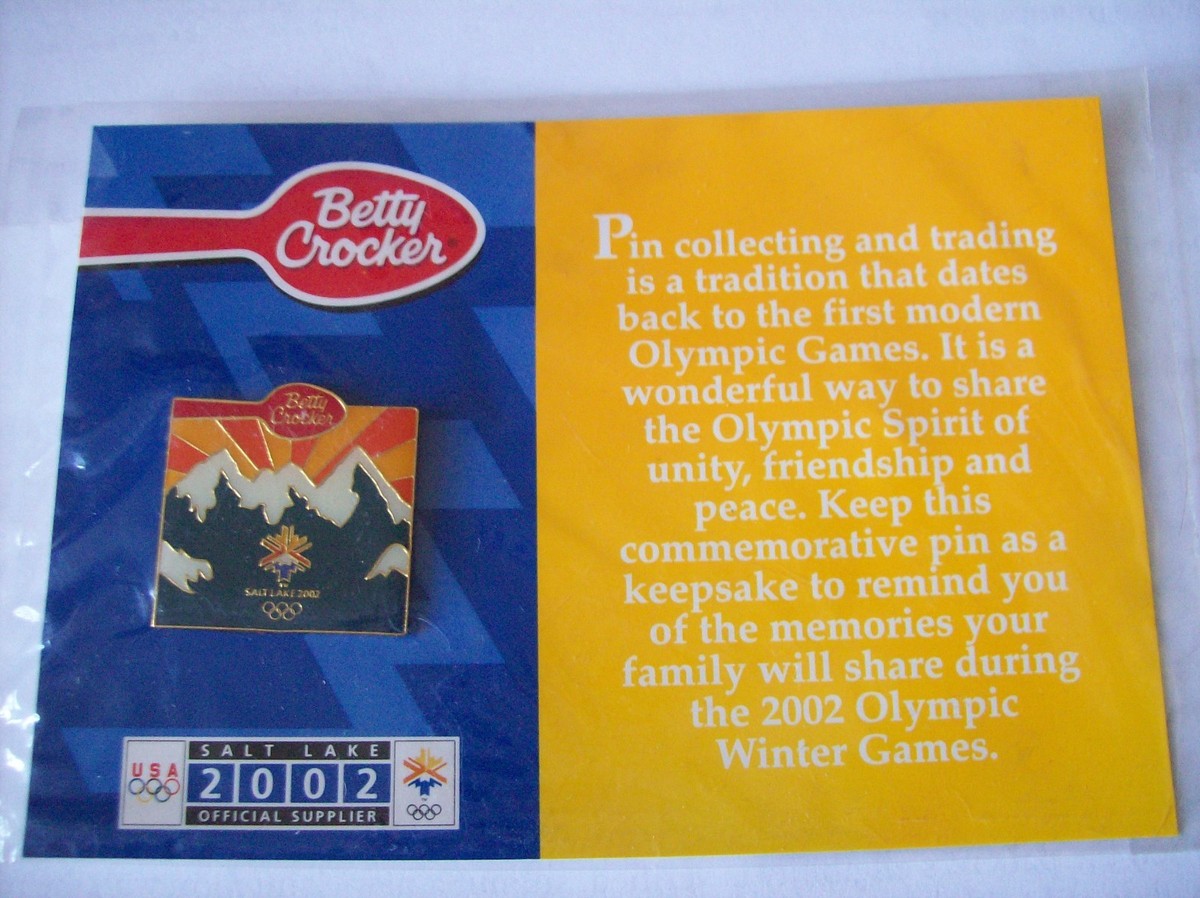 Betty
Crocker
Betty
Crocker
SALT LAKE 2002
USA
SALT LAKE
2002
OFFICIAL SUPPLIER
Pin collecting and trading
is a tradition that dates
back to the first modern
Olympic Games. It is a
wonderful way to share
the Olympic Spirit of
unity, friendship and
peace. Keep this
commemorative pin as a
keepsake to remind you
of the memories your
family will share during
the 2002 Olympic
Winter Games.